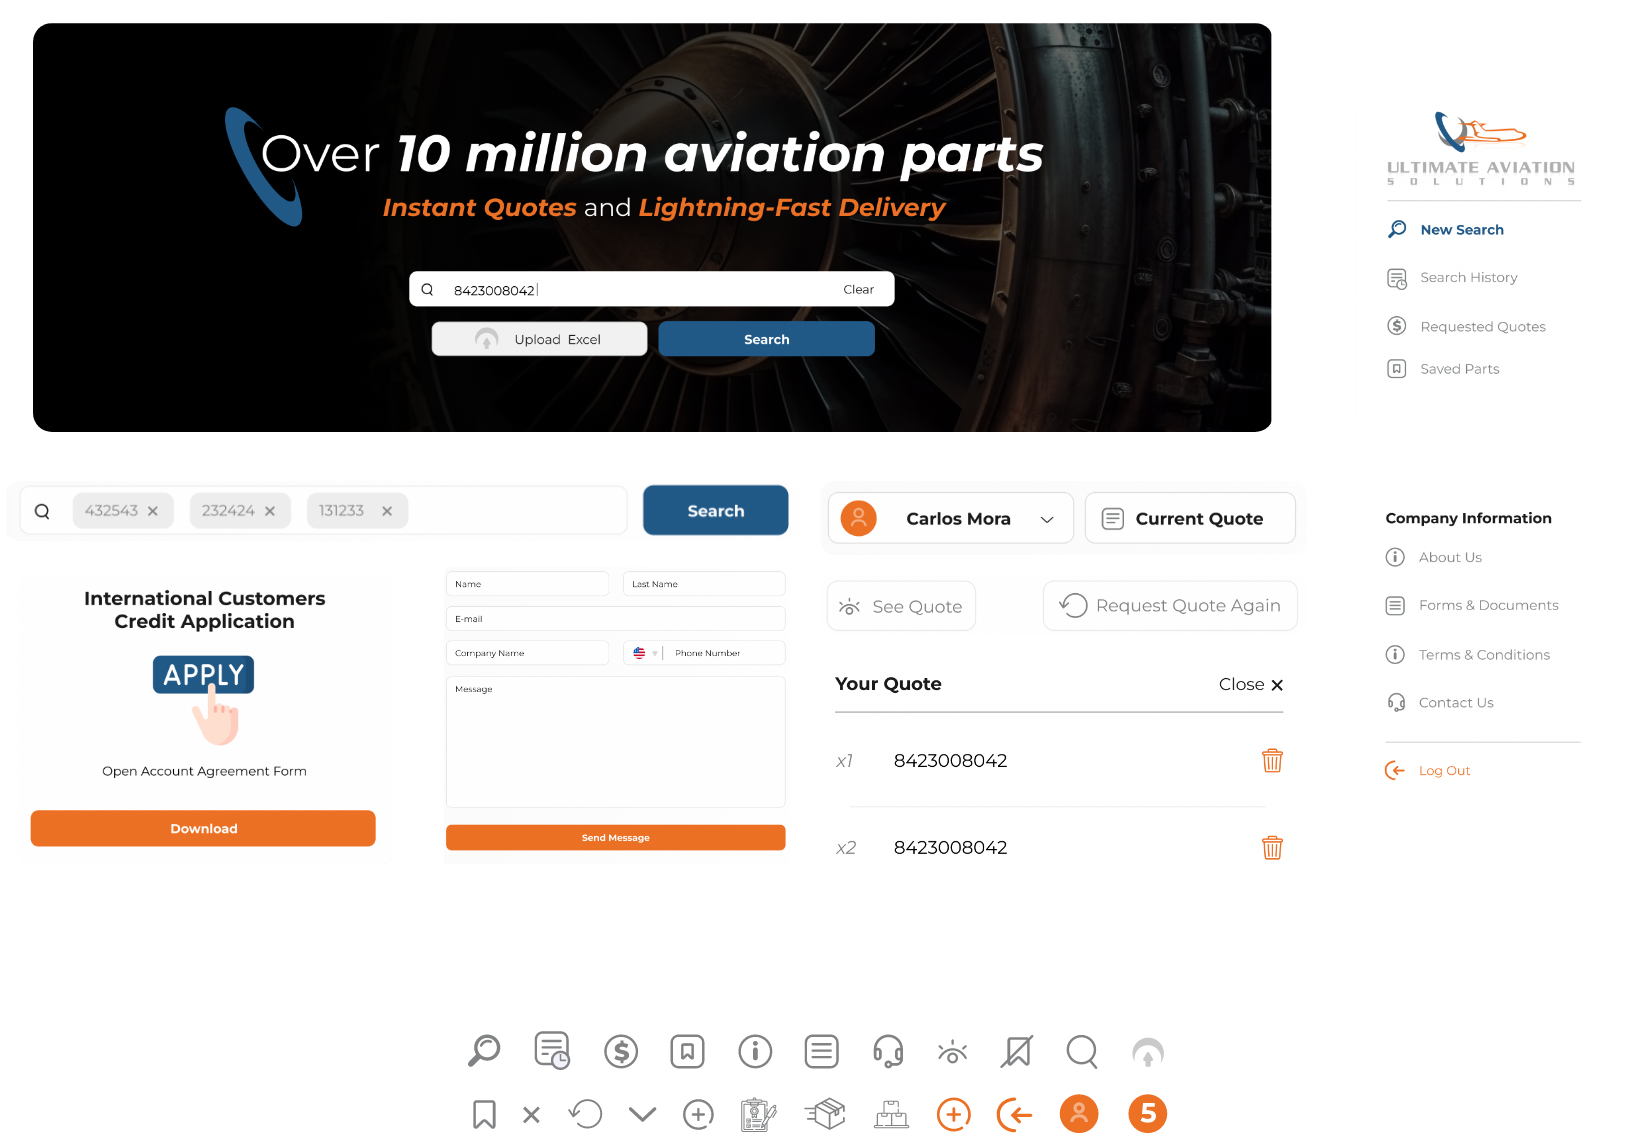 Over 10 million aviation parts
Instant Quotes and Lightning-Fast Delivery
8423008042
Clear
Upload Excel
Search
ULTIMATE AVIATION
SOLUTIONS
New Search
Search History
Requested Quotes
Saved Parts
432543
232424
131233
Search
Carlos Mora
Current Quote
Company Information
About Us
Forms & Documents
Terms & Conditions
Contact Us
Log Out
International Customers
Credit Application
APPLY
Open Account Agreement Form
Download
Name
Last Name
E-mail
Company Name
Phone Number
Message
Send Message
See Quote
Request Quote Again
Your Quote
Close
x1 8423008042
x2 8423008042
5